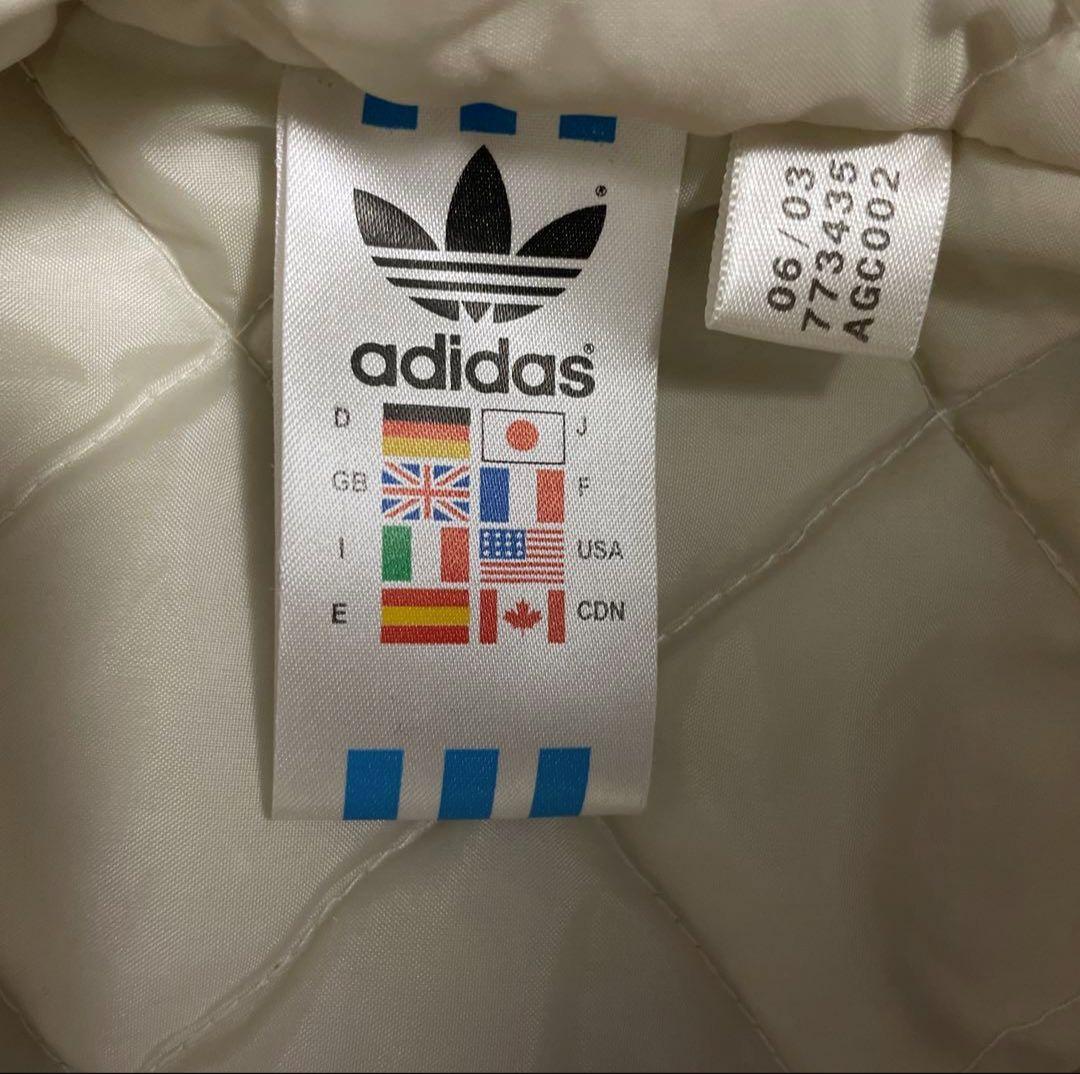 ®
adidas®
D J
GB F
I USA
E CDN
06/03
773435
AGC002